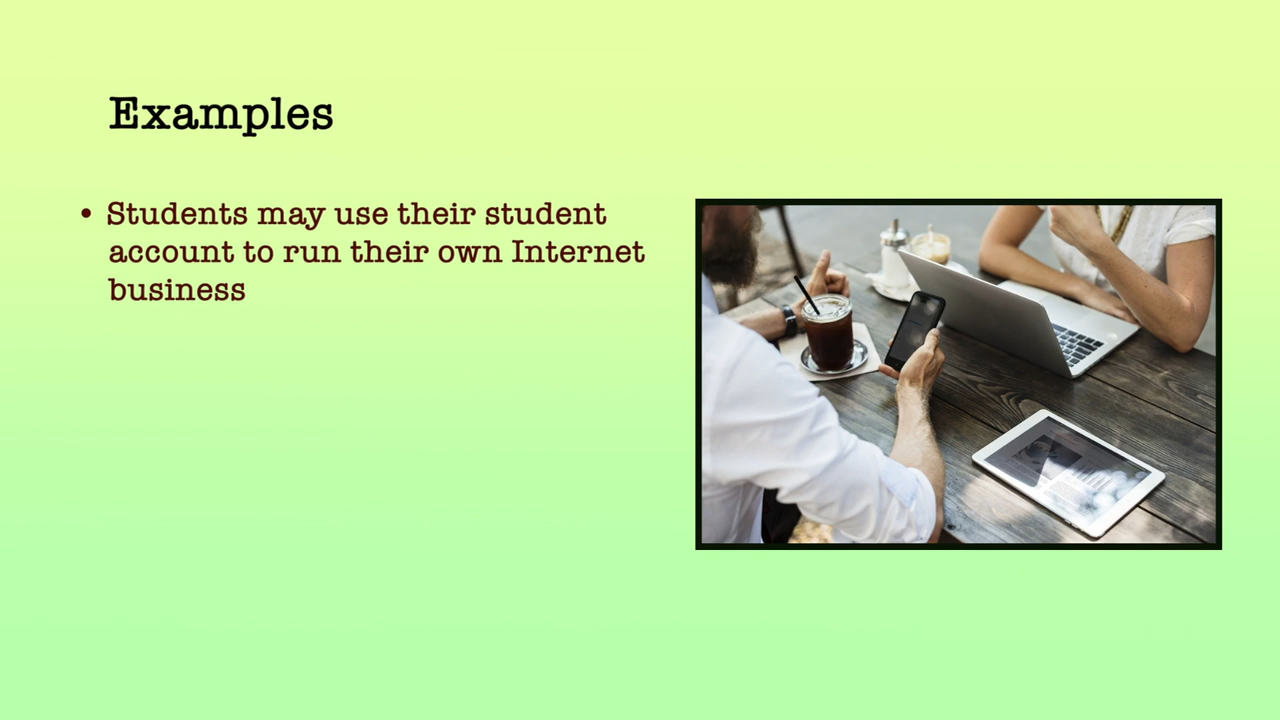 Examples
• Students may use their student
account to run their own Internet
business